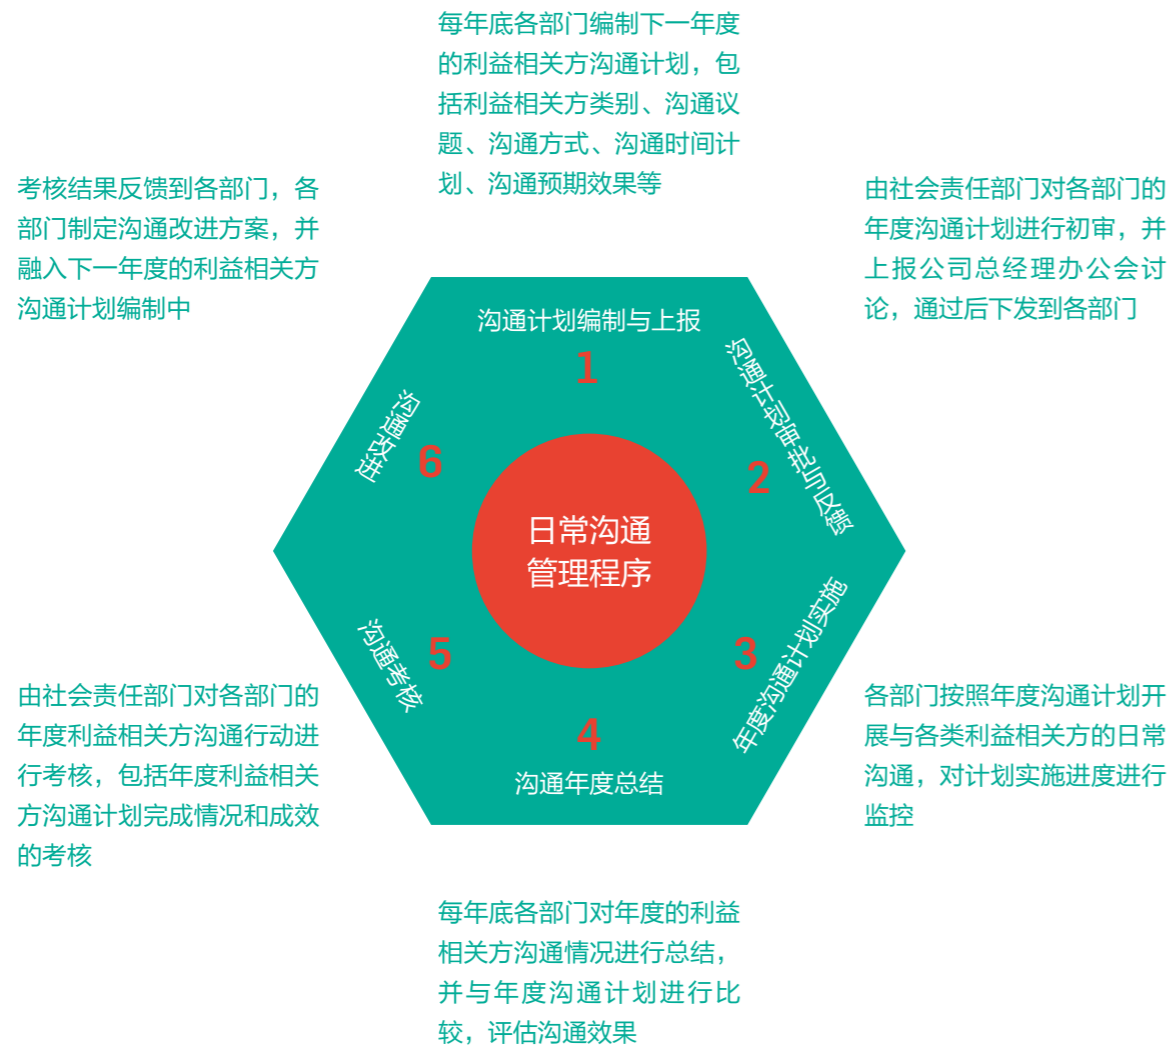 每年底各部门编制下一年度
的利益相关方沟通计划，包
括利益相关方类别、沟通议
题、沟通方式、沟通时间计
划、沟通预期效果等
考核结果反馈到各部门，各
部门制定沟通改进方案，并
融入下一年度的利益相关方
沟通计划编制中
由社会责任部门对各部门的
年度沟通计划进行初审，并
上报公司总经理办公会讨
论，通过后下发到各部门
沟通计划编制与上报
1
沟通计划审批与反馈
2
沟通改进
6
日常沟通
管理程序
年度沟通计划实施
3
沟通考核
5
4
沟通年度总结
由社会责任部门对各部门的
年度利益相关方沟通行动进
行考核，包括年度利益相关
方沟通计划完成情况和成效
的考核
各部门按照年度沟通计划开
展与各类利益相关方的日常
沟通，对计划实施进度进行
监控
每年底各部门对年度的利益
相关方沟通情况进行总结，
并与年度沟通计划进行比
较，评估沟通效果